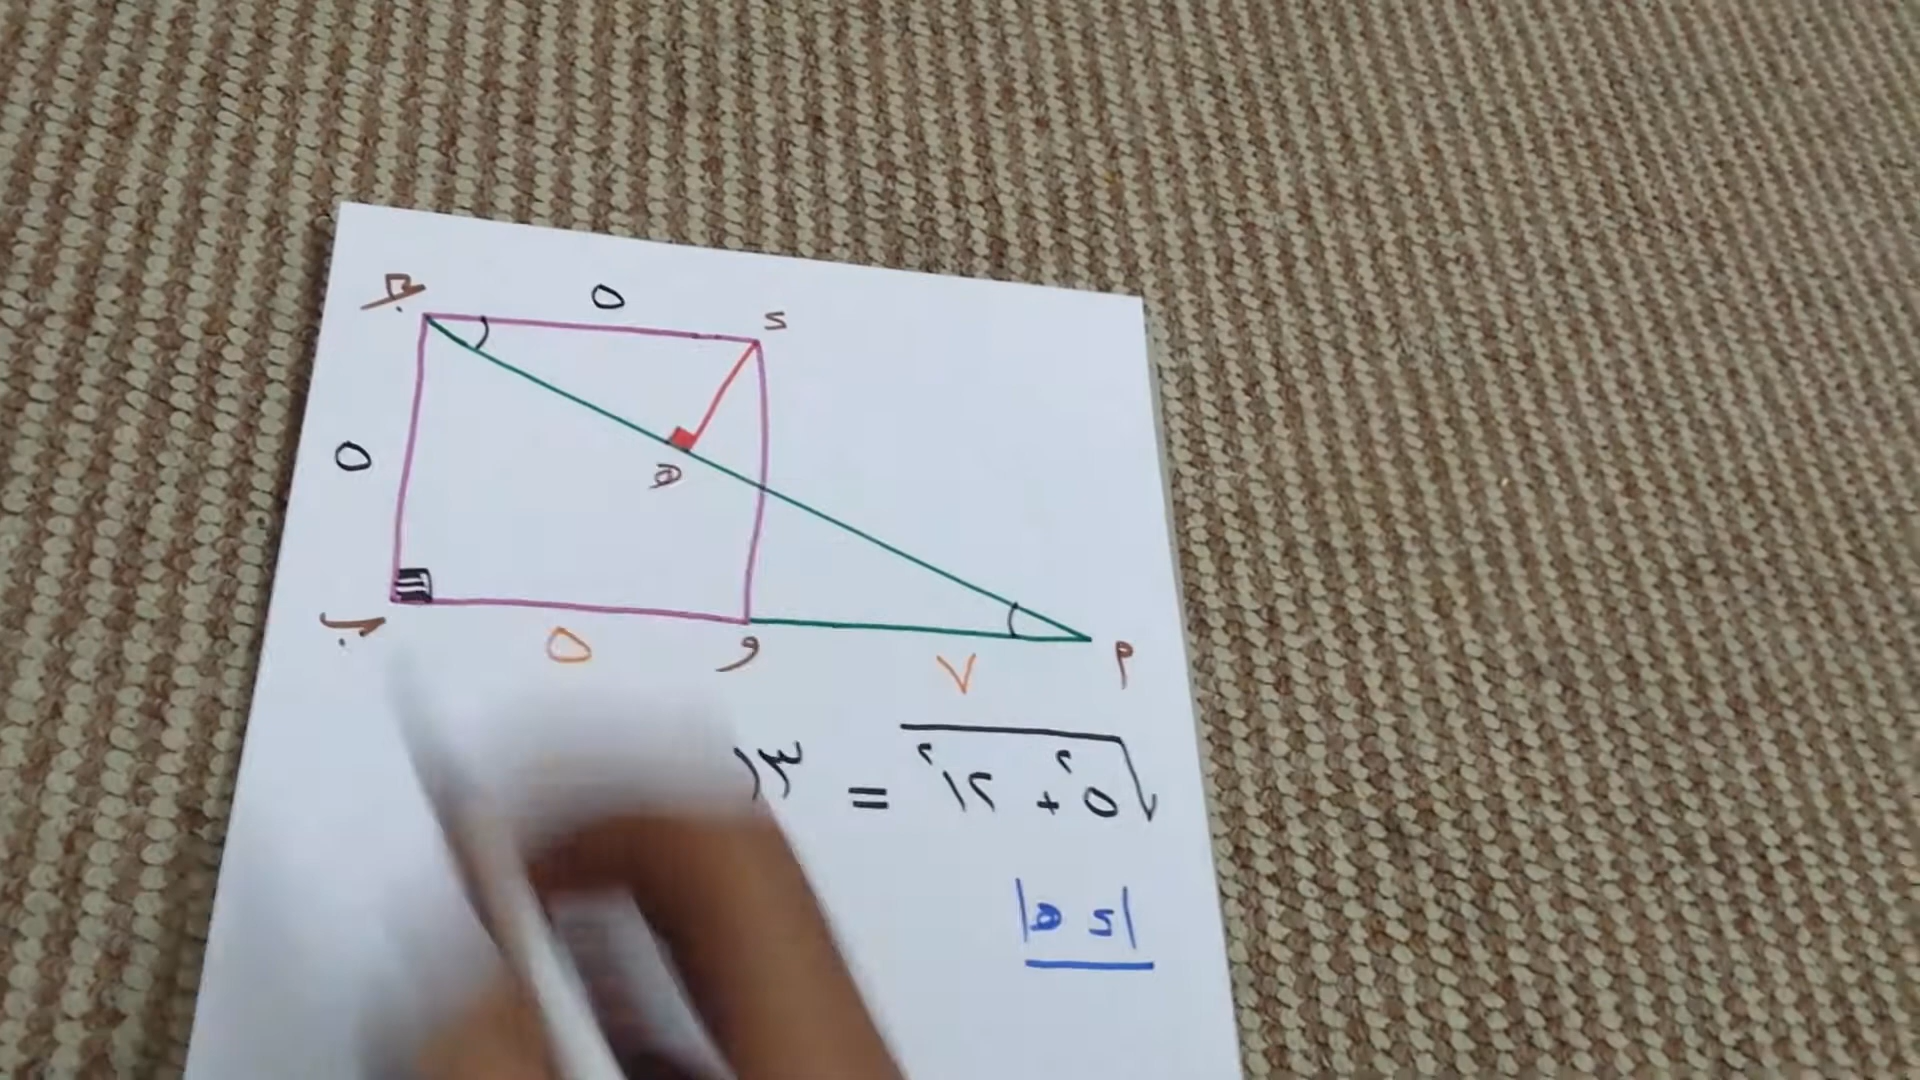 جـ ٥ د
٥
هـ
ب ٥ و ٧ م
√٥² + ١٢² = ١٣
|د هـ|